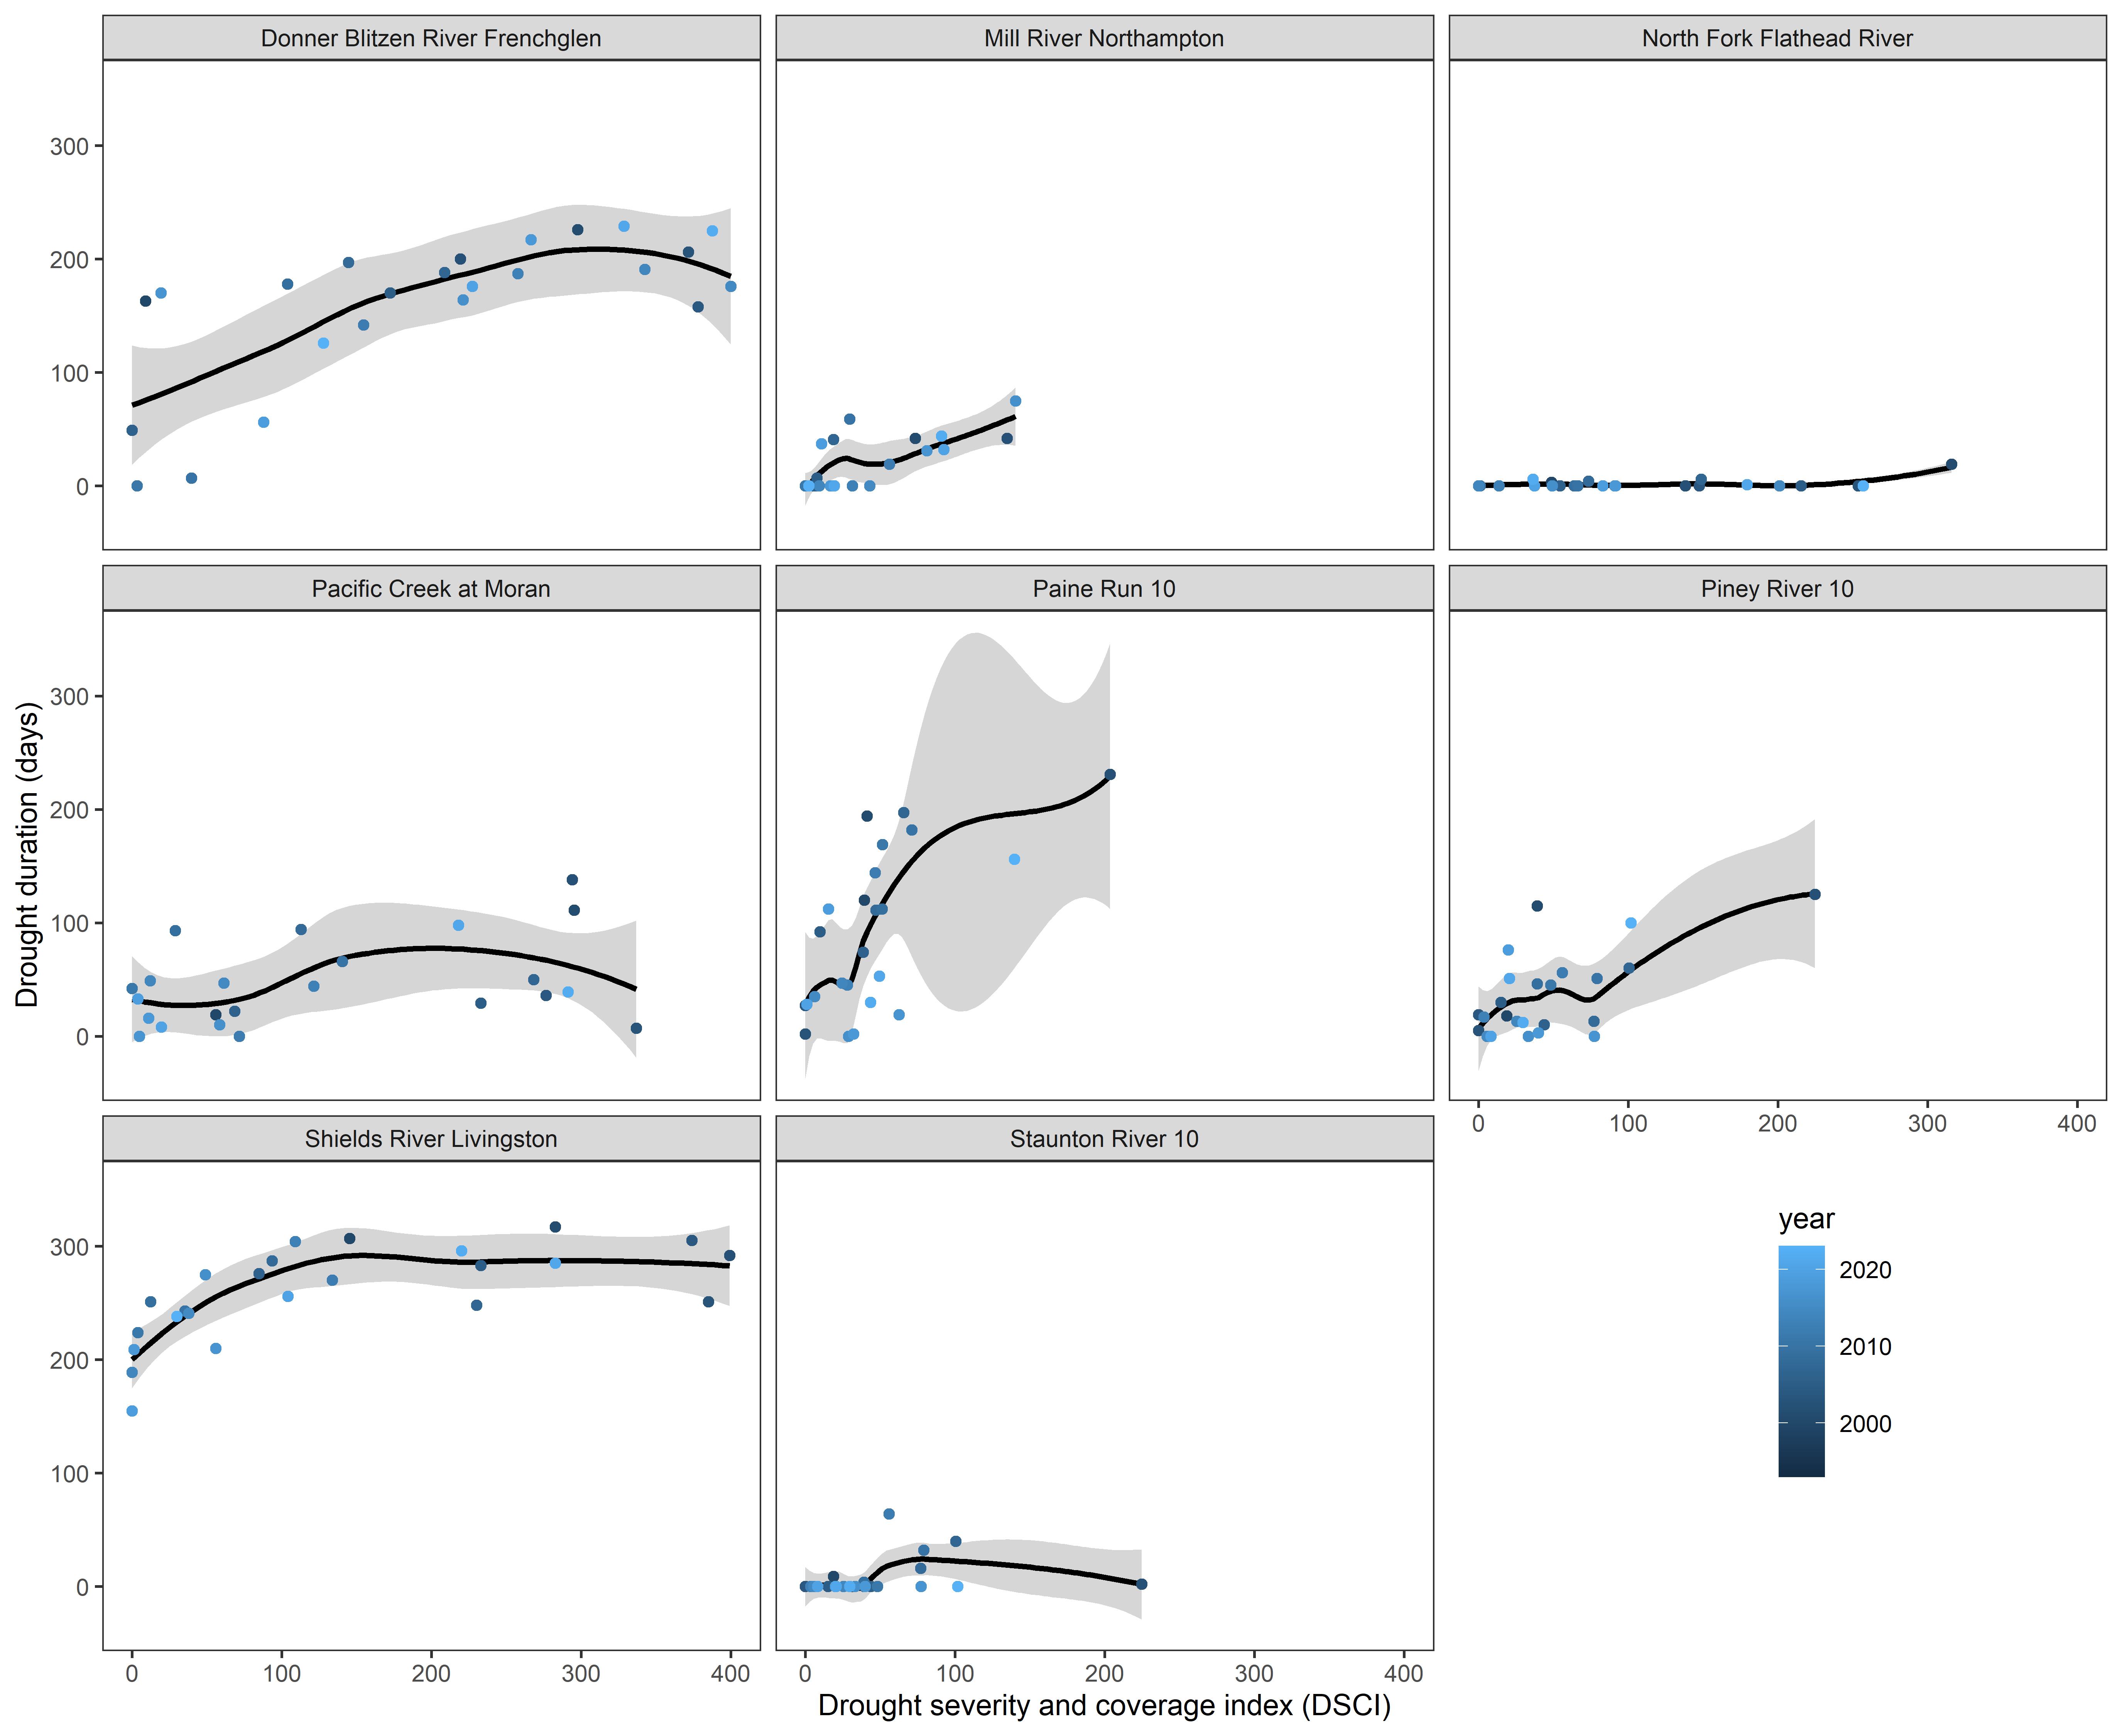 Donner Blitzen River Frenchglen
Mill River Northampton
North Fork Flathead River
300
200
100
0
Pacific Creek at Moran
Paine Run 10
Piney River 10
Drought duration (days)
300
200
100
0
0 100 200 300 400
Shields River Livingston
Staunton River 10
300
200
100
0
year
2020
2010
2000
0 100 200 300 400
0 100 200 300 400
Drought severity and coverage index (DSCI)